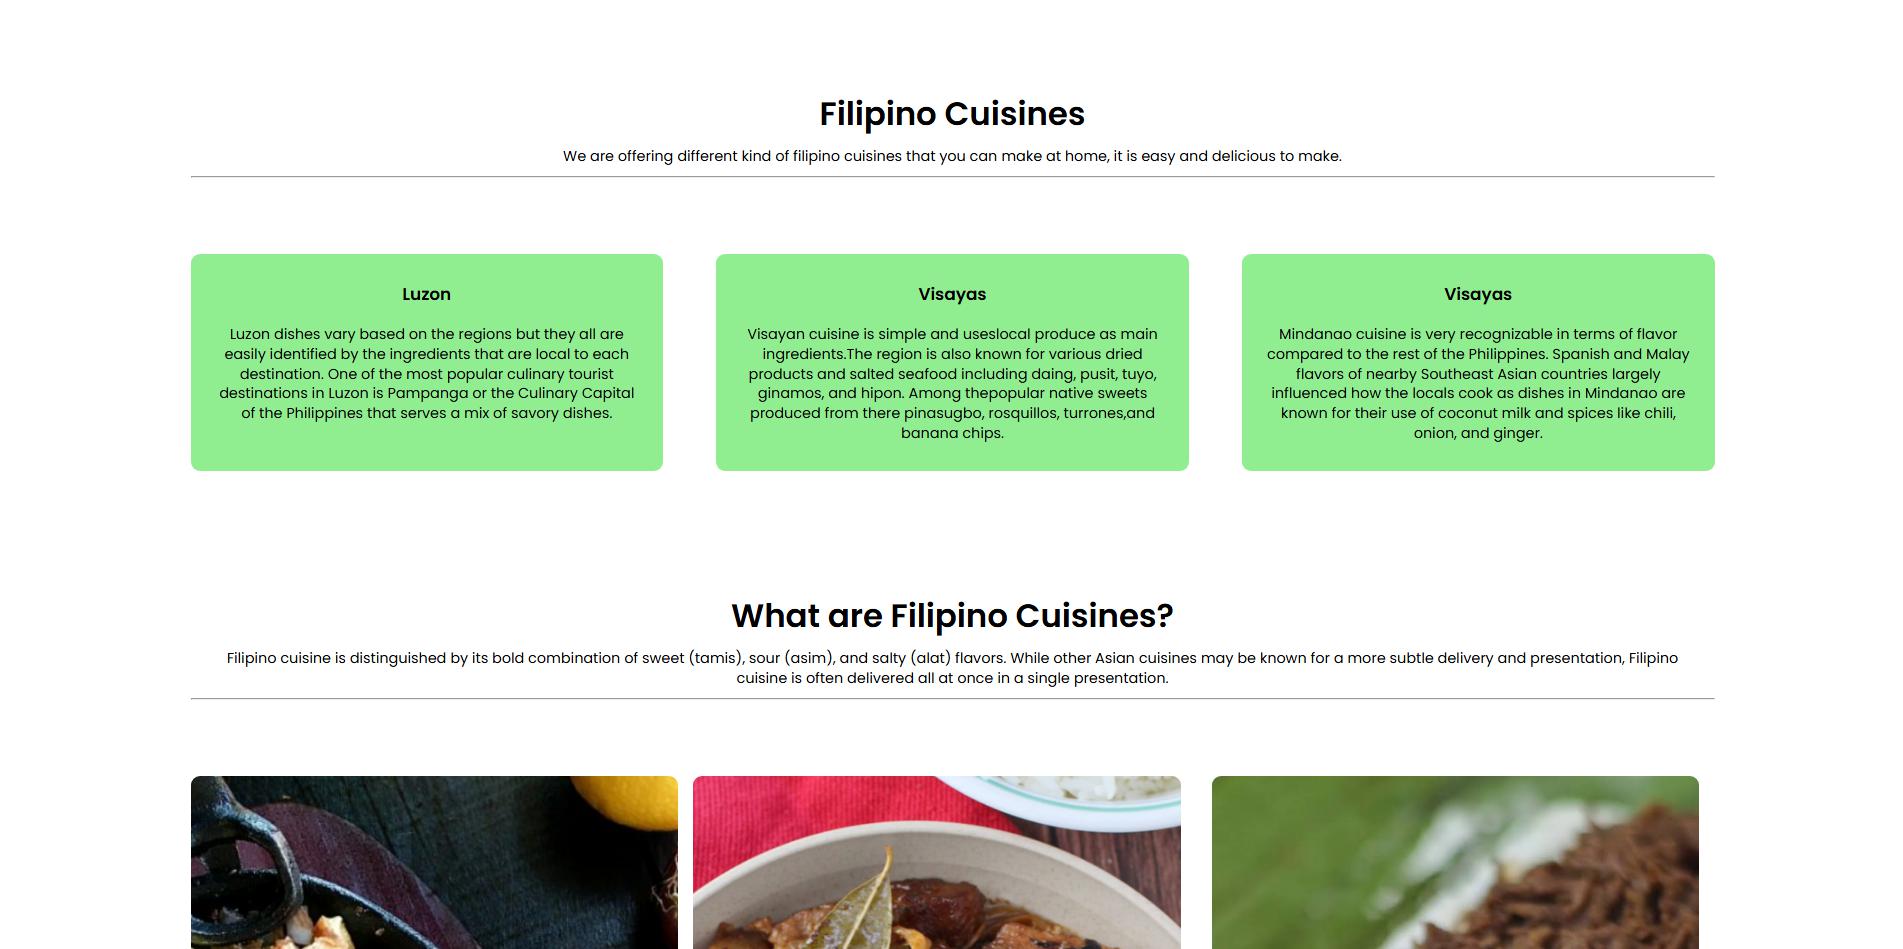 Filipino Cuisines
We are offering different kind of filipino cuisines that you can make at home, it is easy and delicious to make.
Luzon
Luzon dishes vary based on the regions but they all are
easily identified by the ingredients that are local to each
destination. One of the most popular culinary tourist
destinations in Luzon is Pampanga or the Culinary Capital
of the Philippines that serves a mix of savory dishes.
Visayas
Visayan cuisine is simple and useslocal produce as main
ingredients.The region is also known for various dried
products and salted seafood including daing, pusit, tuyo,
ginamos, and hipon. Among thepopular native sweets
produced from there pinasugbo, rosquillos, turrones,and
banana chips.
Visayas
Mindanao cuisine is very recognizable in terms of flavor
compared to the rest of the Philippines. Spanish and Malay
flavors of nearby Southeast Asian countries largely
influenced how the locals cook as dishes in Mindanao are
known for their use of coconut milk and spices like chili,
onion, and ginger.
What are Filipino Cuisines?
Filipino cuisine is distinguished by its bold combination of sweet (tamis), sour (asim), and salty (alat) flavors. While other Asian cuisines may be known for a more subtle delivery and presentation, Filipino
cuisine is often delivered all at once in a single presentation.